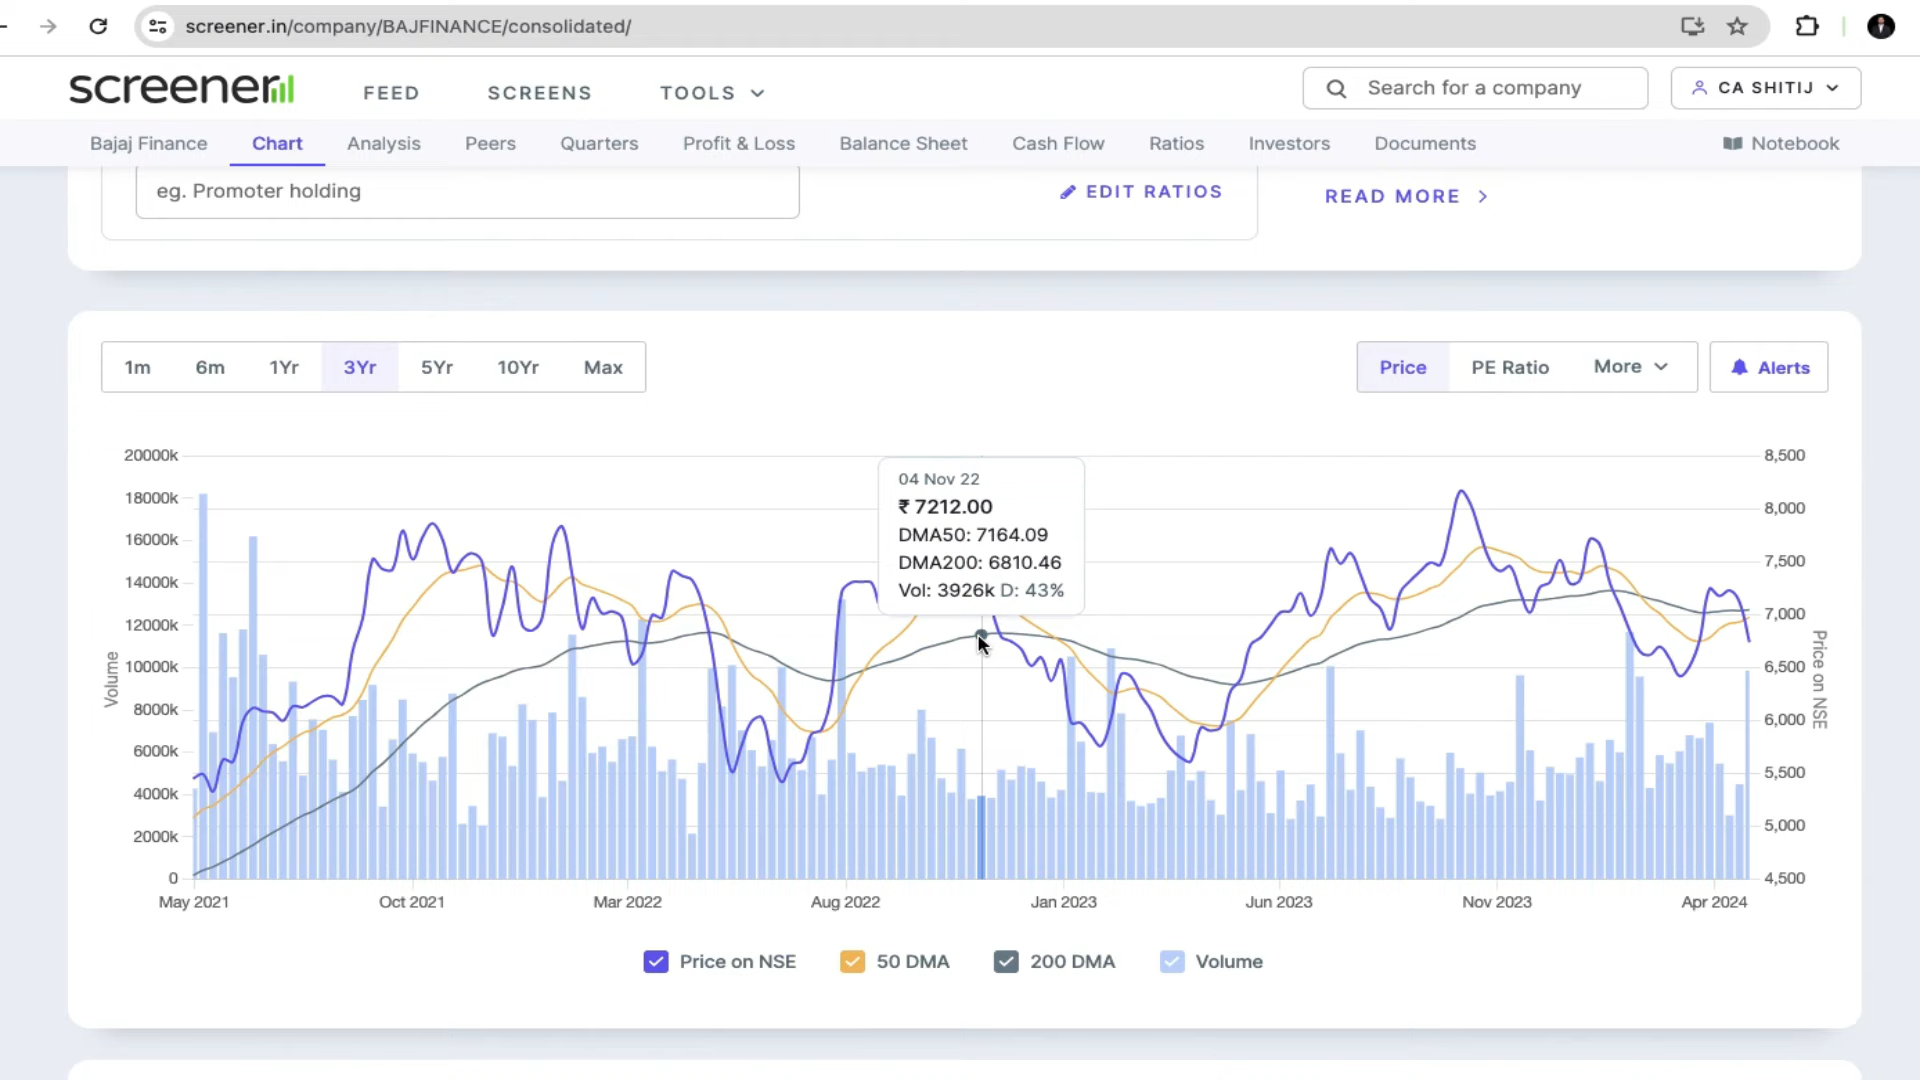 screener.in/company/BAJFINANCE/consolidated/
screener
FEED SCREENS TOOLS
Search for a company
CA SHITIJ
Bajaj Finance Chart Analysis Peers Quarters Profit & Loss Balance Sheet Cash Flow Ratios Investors Documents Notebook
eg. Promoter holding
EDIT RATIOS
READ MORE
1m 6m 1Yr 3Yr 5Yr 10Yr Max
Price PE Ratio More
Alerts
20000k
18000k
16000k
14000k
12000k
10000k
8000k
6000k
4000k
2000k
0
Volume
04 Nov 22
₹ 7212.00
DMA50: 7164.09
DMA200: 6810.46
Vol: 3926k D: 43%
8,500
8,000
7,500
7,000
6,500
6,000
5,500
5,000
4,500
Price on NSE
May 2021 Oct 2021 Mar 2022 Aug 2022 Jan 2023 Jun 2023 Nov 2023 Apr 2024
Price on NSE 50 DMA 200 DMA Volume